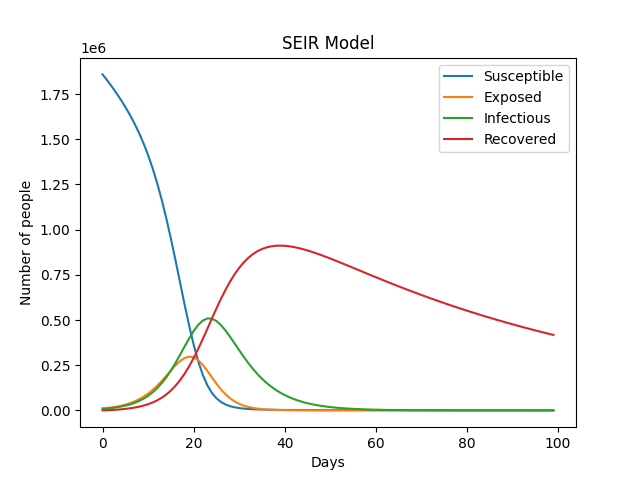 SEIR Model
1e6
Susceptible
Exposed
Infectious
Recovered
1.75
1.50
1.25
1.00
0.75
0.50
0.25
0.00
Number of people
0 20 40 60 80 100
Days